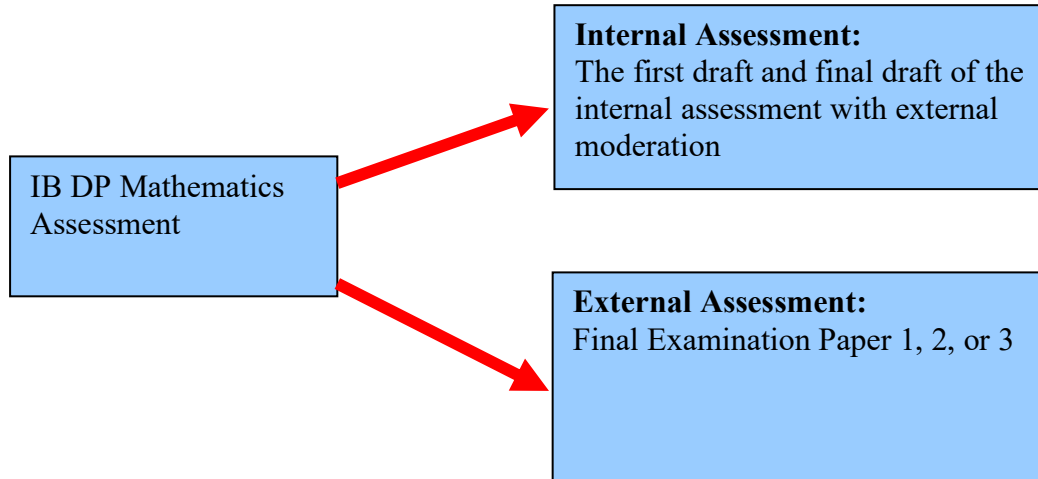 IB DP Mathematics
Assessment
Internal Assessment:
The first draft and final draft of the
internal assessment with external
moderation
External Assessment:
Final Examination Paper 1, 2, or 3